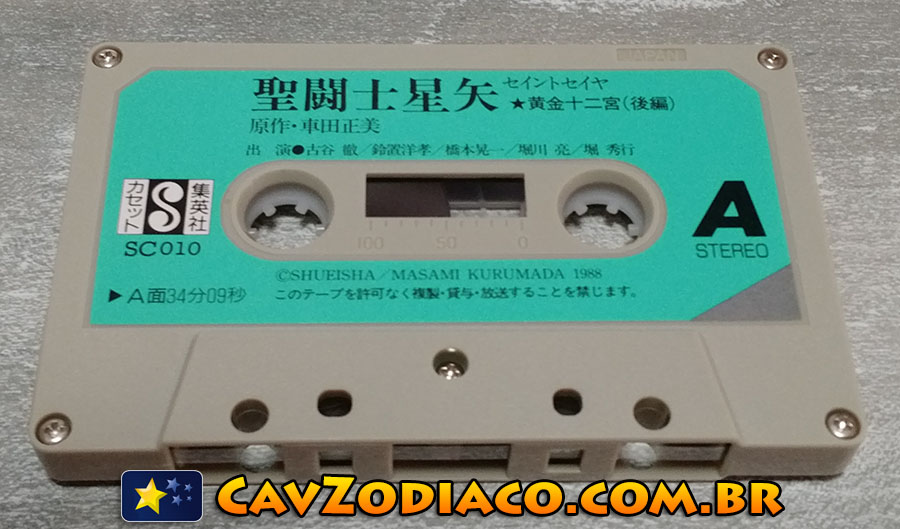 JAPAN
聖闘士星矢 セイントセイヤ
★黄金十二宮(後編)
原作・車田正美
出 演●古谷 徹/鈴置洋孝/橋本晃一/堀川 亮/堀 秀行
集英社
カセット
S
SC010
A
STEREO
100 50 0
©SHUEISHA/MASAMI KURUMADA 1988
▶A面34分09秒
このテープを許可なく複製・貸与・放送することを禁じます。
CavZodiaco.com.br